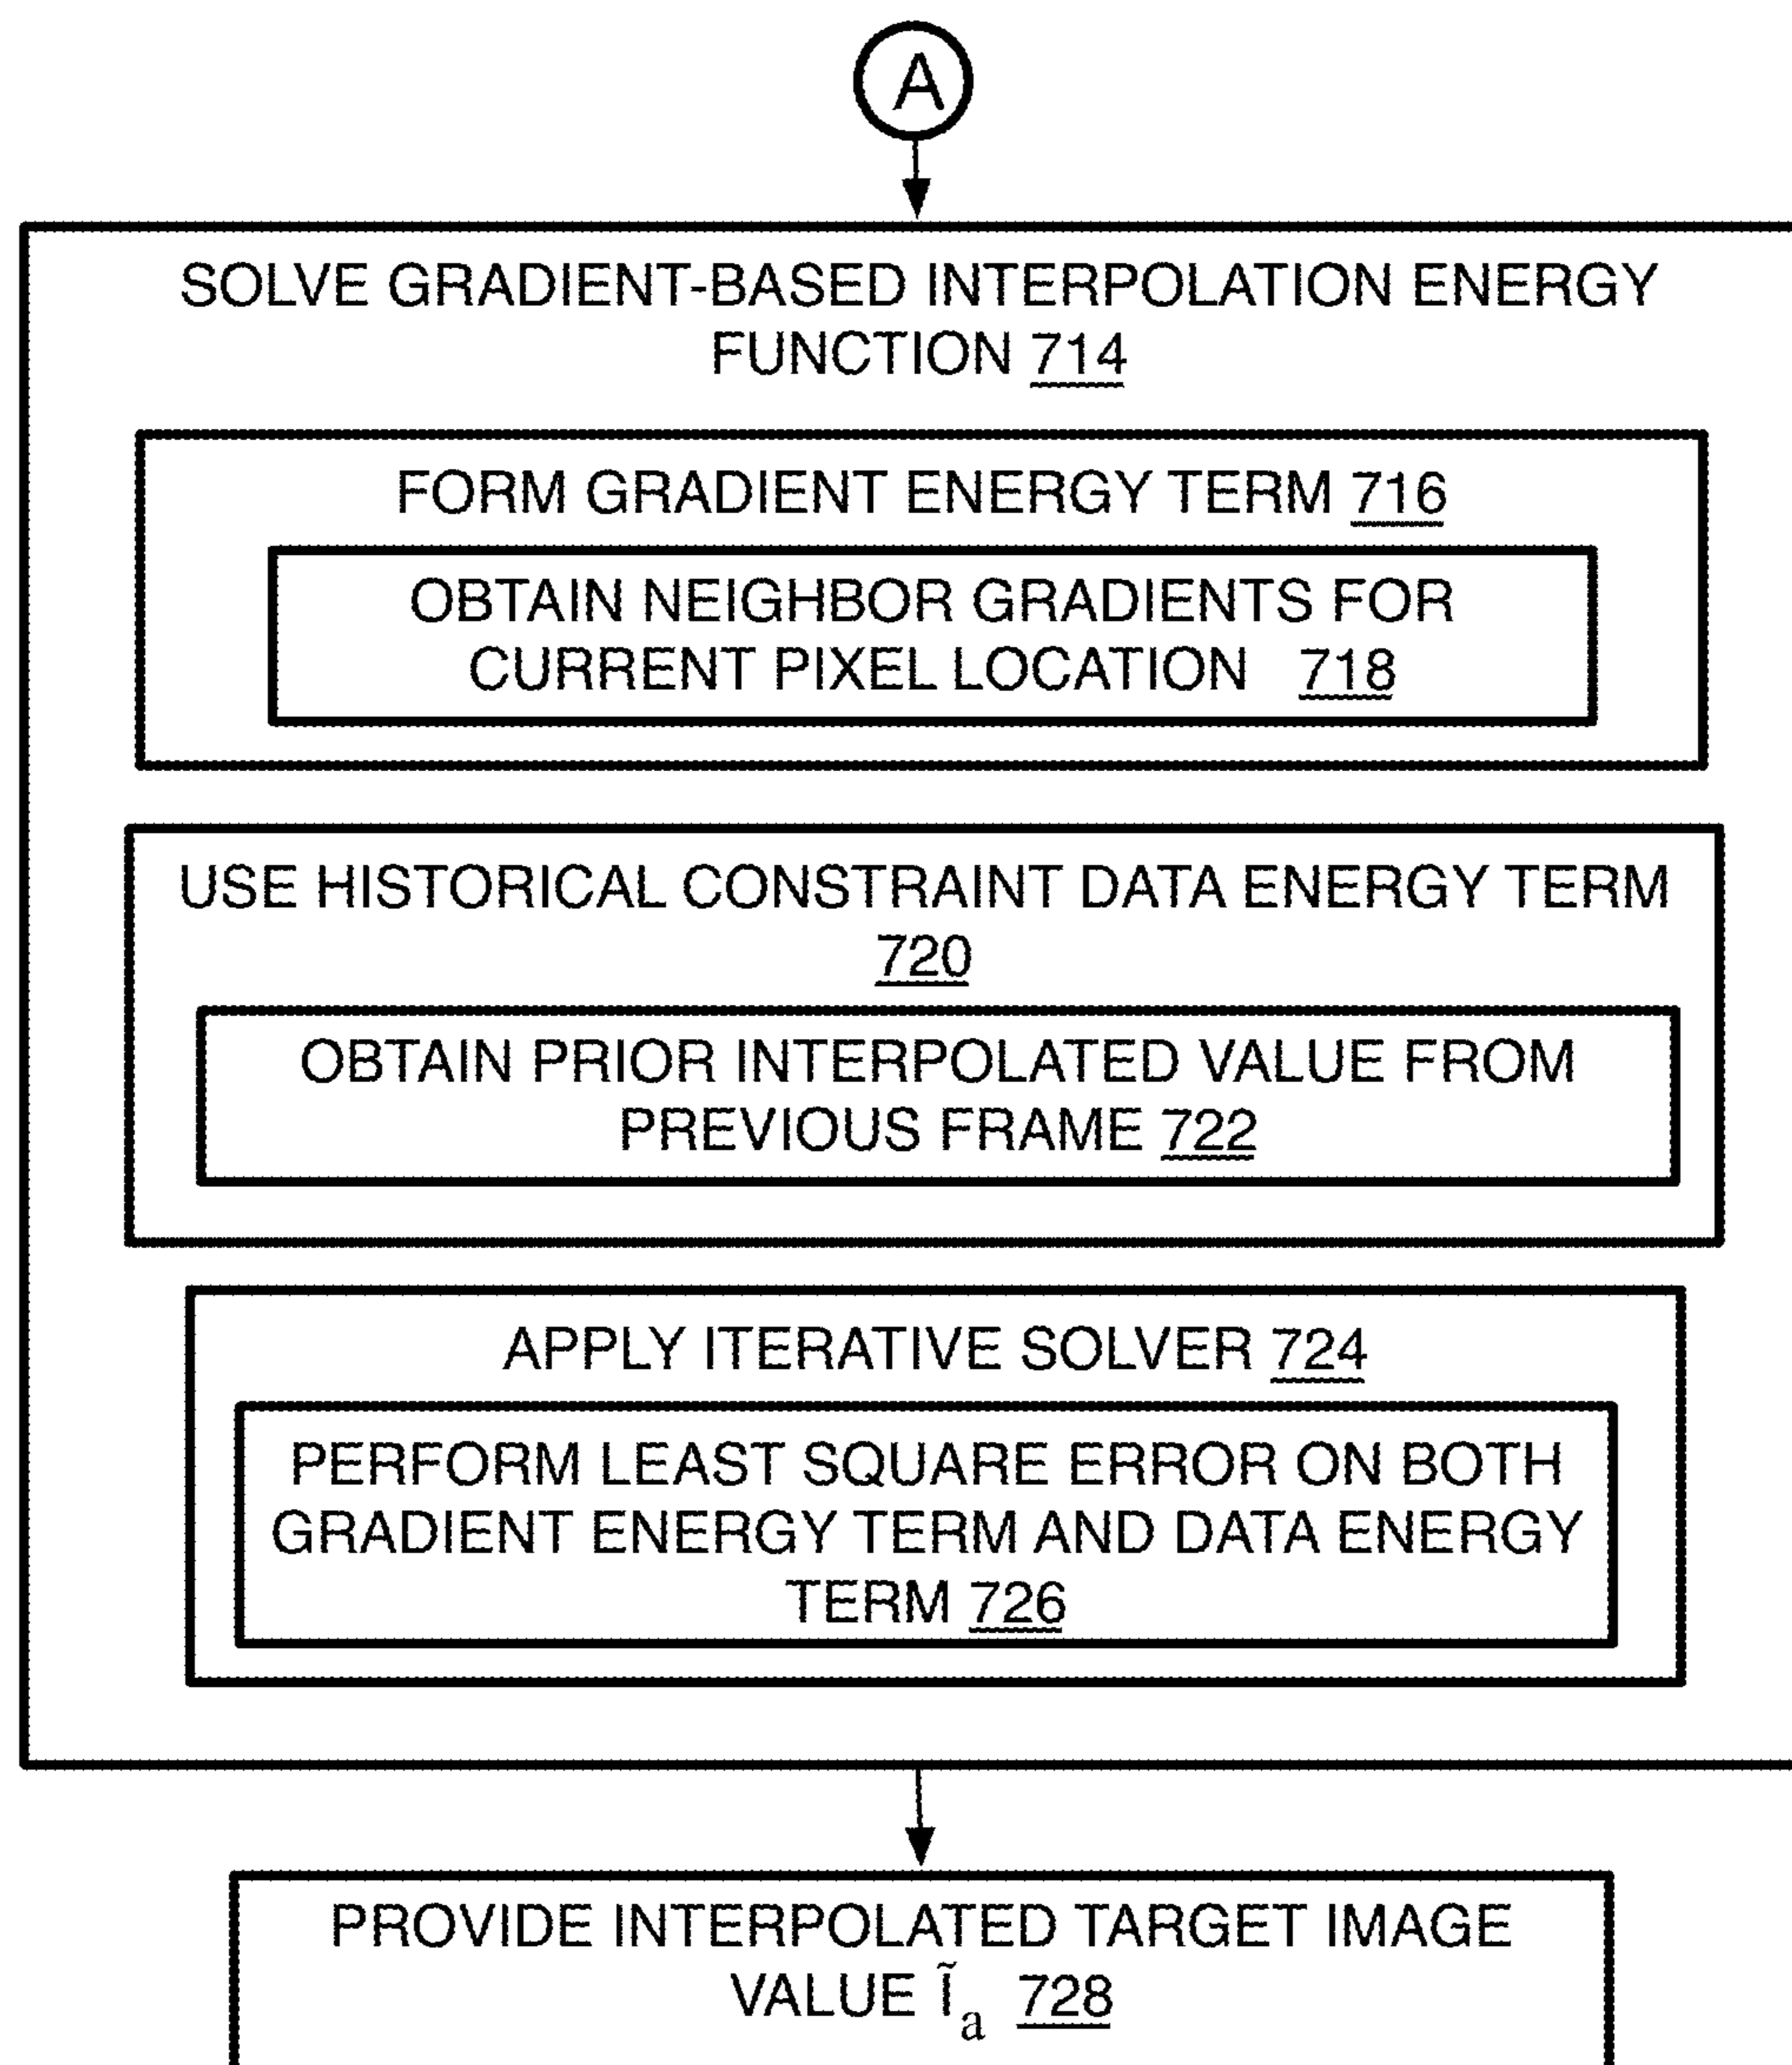 A
SOLVE GRADIENT-BASED INTERPOLATION ENERGY
FUNCTION 714
FORM GRADIENT ENERGY TERM 716
OBTAIN NEIGHBOR GRADIENTS FOR
CURRENT PIXEL LOCATION 718
USE HISTORICAL CONSTRAINT DATA ENERGY TERM
720
OBTAIN PRIOR INTERPOLATED VALUE FROM
PREVIOUS FRAME 722
APPLY ITERATIVE SOLVER 724
PERFORM LEAST SQUARE ERROR ON BOTH
GRADIENT ENERGY TERM AND DATA ENERGY
TERM 726
PROVIDE INTERPOLATED TARGET IMAGE
VALUE Ĩₐ 728